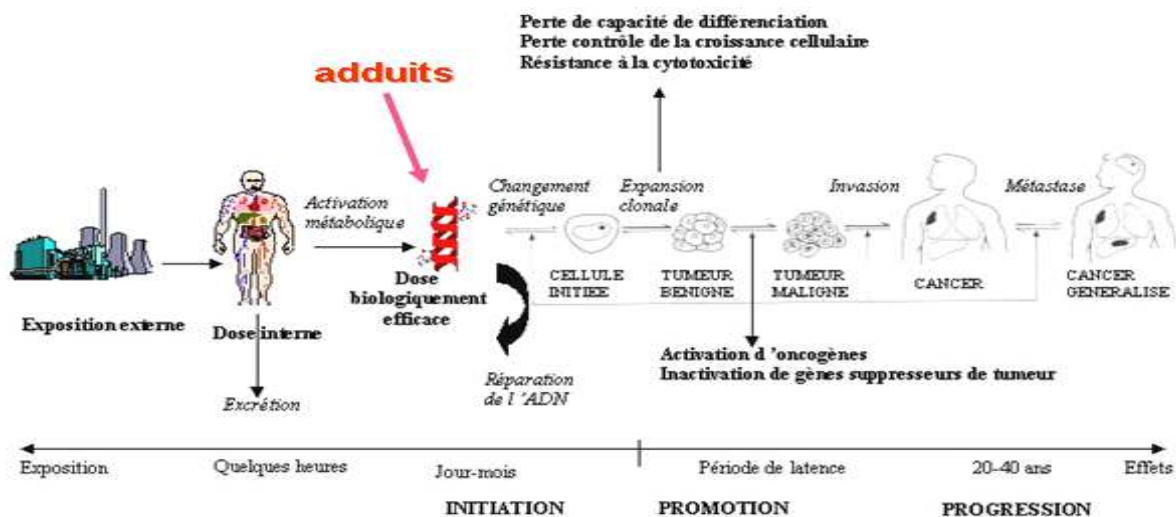 Perte de capacité de différenciation
Perte contrôle de la croissance cellulaire
Résistance à la cytotoxicité
adduits
Activation
métabolique
Changement
génétique
Expansion
clonale
Invasion
Métastase
Dose
biologiquement
efficace
CELLULE
INITIEE
TUMEUR
BENIGNE
TUMEUR
MALIGNE
CANCER
CANCER
GENERALISE
Exposition externe
Dose interne
Activation d ’oncogènes
Inactivation de gènes suppresseurs de tumeur
Réparation
de l ’ADN
Excrétion
Exposition
Quelques heures
Jour-mois
Période de latence
20-40 ans
Effets
INITIATION
PROMOTION
PROGRESSION